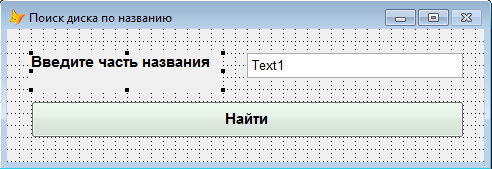 Поиск диска по названию
Введите часть названия
Text1
Найти